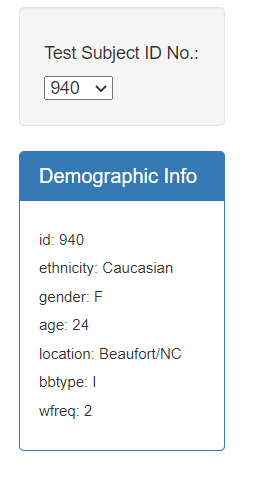 Test Subject ID No.:
940
Demographic Info
id: 940
ethnicity: Caucasian
gender: F
age: 24
location: Beaufort/NC
bbtype: I
wfreq: 2